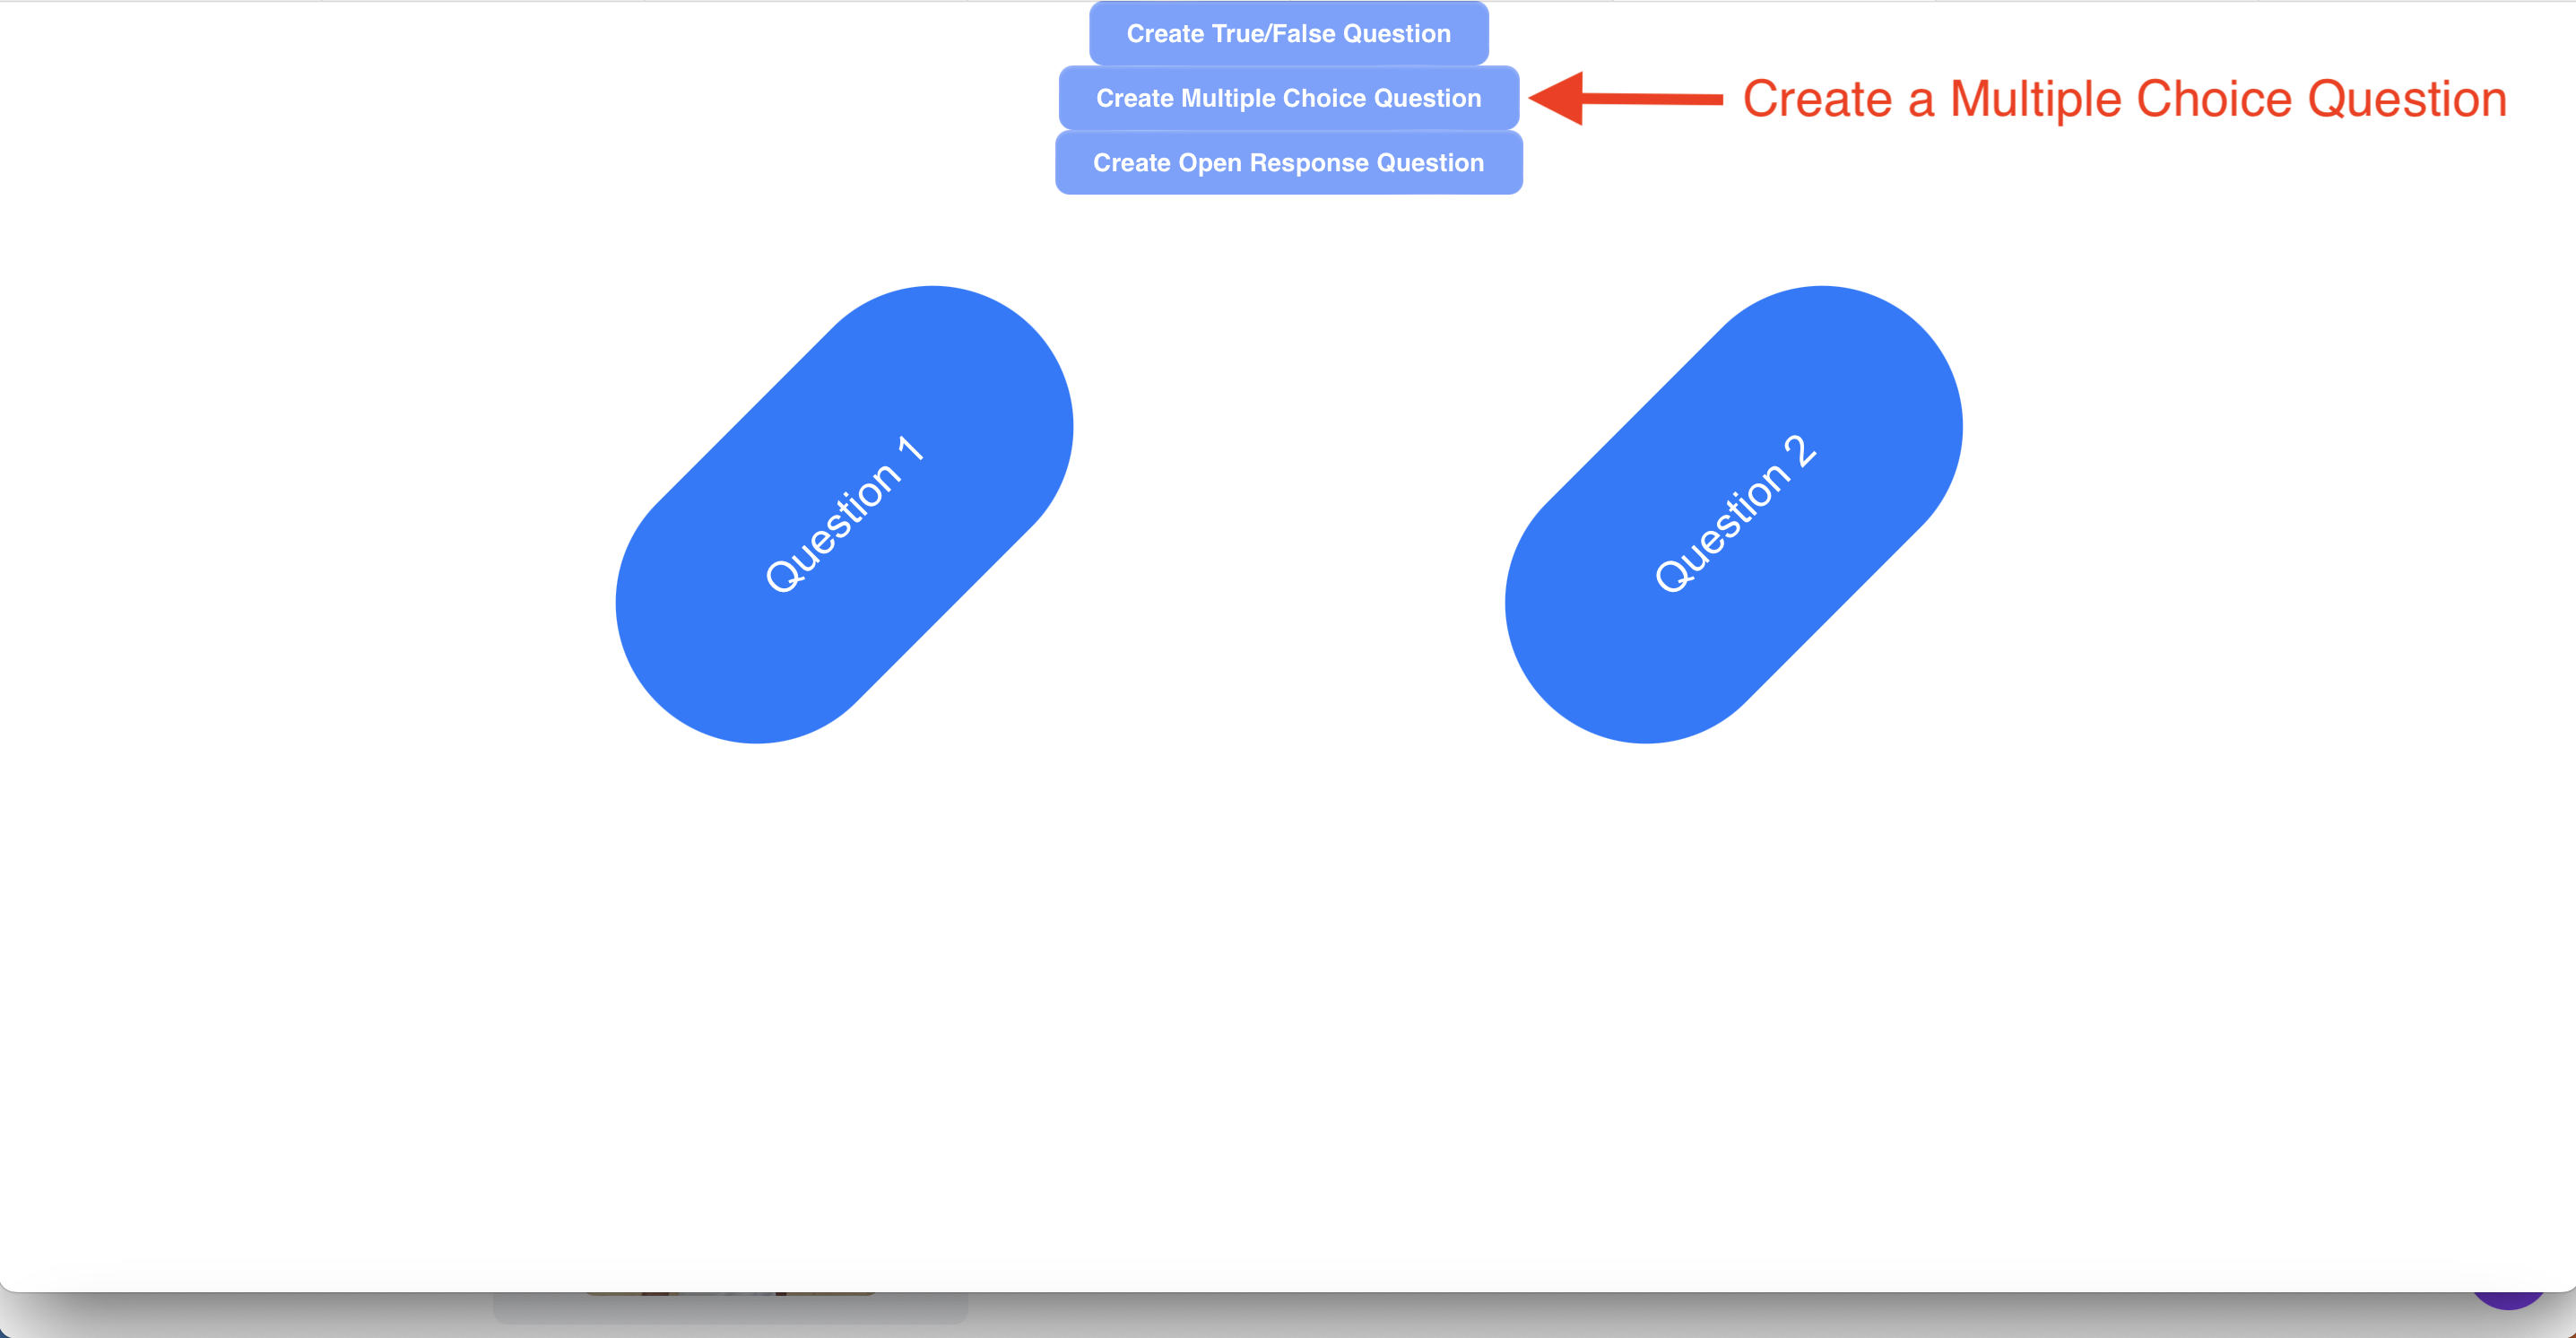 Create True/False Question
Create Multiple Choice Question
Create a Multiple Choice Question
Create Open Response Question
Question 1
Question 2